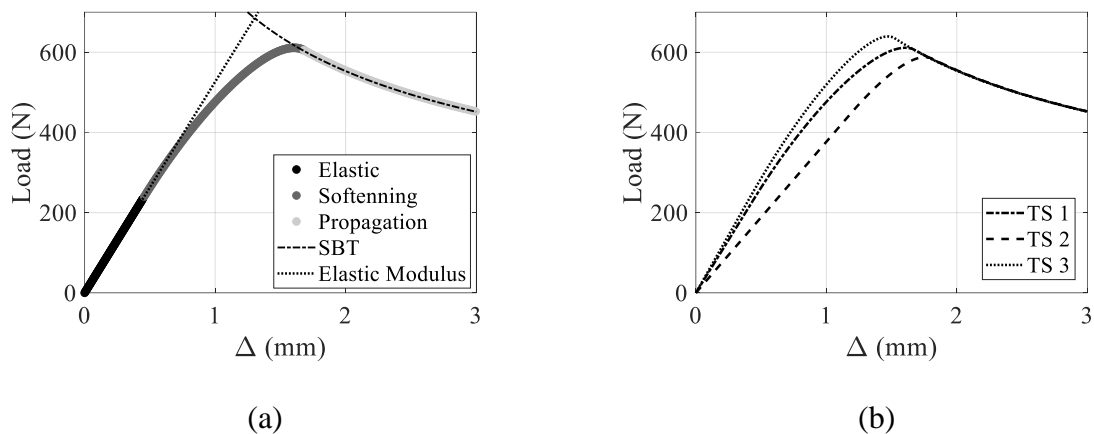 600
400
200
0
Load (N)
Elastic
Softenning
Propagation
SBT
Elastic Modulus
0 1 2 3
Δ (mm)
(a)
600
400
200
0
Load (N)
TS 1
TS 2
TS 3
0 1 2 3
Δ (mm)
(b)